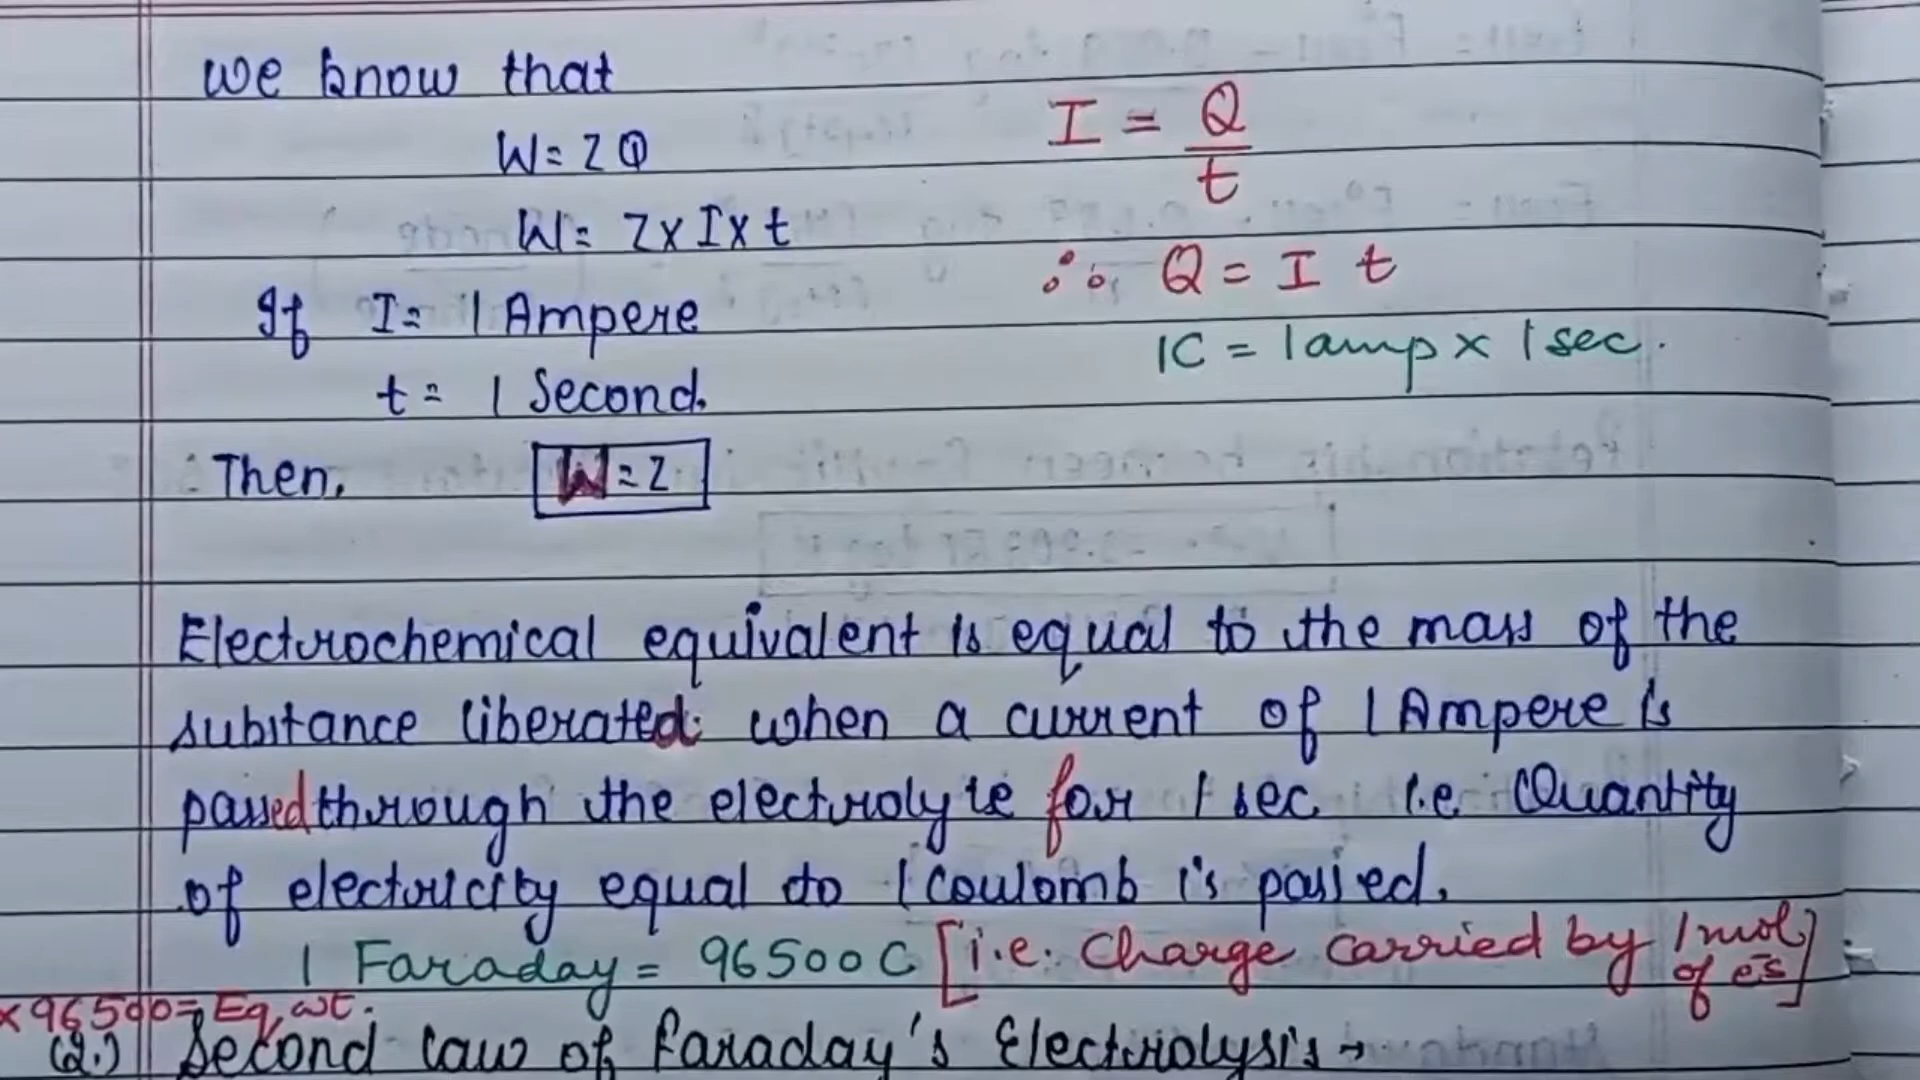 we know that
W = Z Q
I = Q/t
W = Z x I x t
∴ Q = I t
If I = 1 Ampere
1C = 1 amp x 1 sec.
t = 1 Second.
Then, W = Z
Electrochemical equivalent is equal to the mass of the
substance liberated when a current of 1 Ampere is
passed through the electrolyte for 1 sec i.e. Quantity
of electricity equal to 1 Coulomb is passed.
1 Faraday = 96500 C [i.e. Charge carried by 1 mol of e⁻s]
x 96500 = Eq. wt.
(2.) Second law of Faraday's Electrolysis →